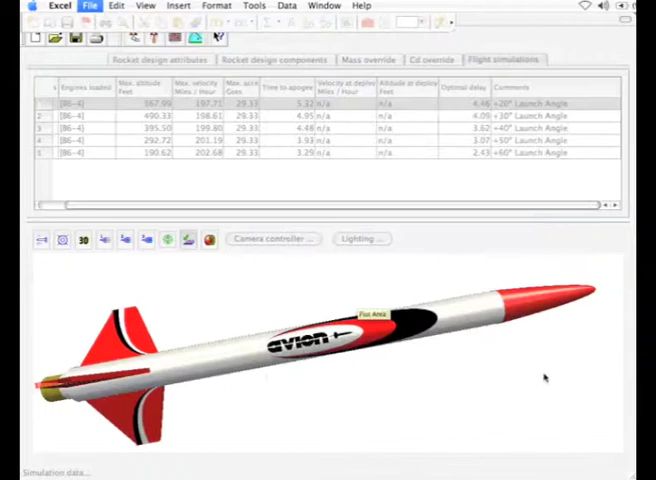 Excel File Edit View Insert Format Tools Data Window Help
Rocket design attributes Rocket design components Mass override Cd override Flight simulations
s Engines loaded Max. altitude Feet Max. velocity Miles / Hour Max. acce Gees Time to apogee Velocity at deploy Miles / Hour Altitude at deploy Feet Optimal delay Comments
[B6-4] 567.99 197.71 29.33 5.32 n/a n/a 4.46 +20° Launch Angle
2 [B6-4] 490.33 198.61 29.33 4.95 n/a n/a 4.09 +30° Launch Angle
3 [B6-4] 395.50 199.80 29.33 4.48 n/a n/a 3.62 +40° Launch Angle
4 [B6-4] 292.72 201.19 29.33 3.93 n/a n/a 3.07 +50° Launch Angle
5 [B6-4] 190.62 202.68 29.33 3.29 n/a n/a 2.43 +60° Launch Angle
3D Camera controller ... Lighting ...
Plot Area
avion
Simulation data...